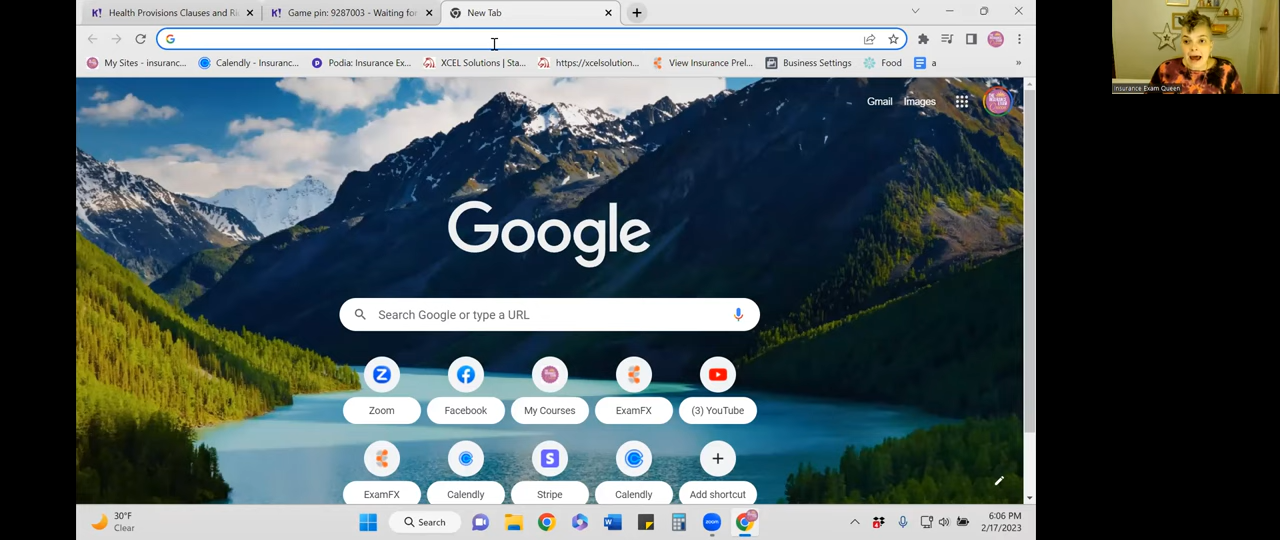 Health Provisions Clauses and Ri
Game pin: 9287003 - Waiting for
New Tab
My Sites - insuranc...
Calendly - Insuranc...
Podia: Insurance Ex...
XCEL Solutions | Sta...
https://xcelsolution...
View Insurance Prel...
Business Settings
Food
a
»
Gmail Images
Google
Search Google or type a URL
Zoom
Facebook
My Courses
ExamFX
(3) YouTube
ExamFX
Calendly
Stripe
Calendly
Add shortcut
30°F
Clear
Search
6:06 PM
2/17/2023
Insurance Exam Queen